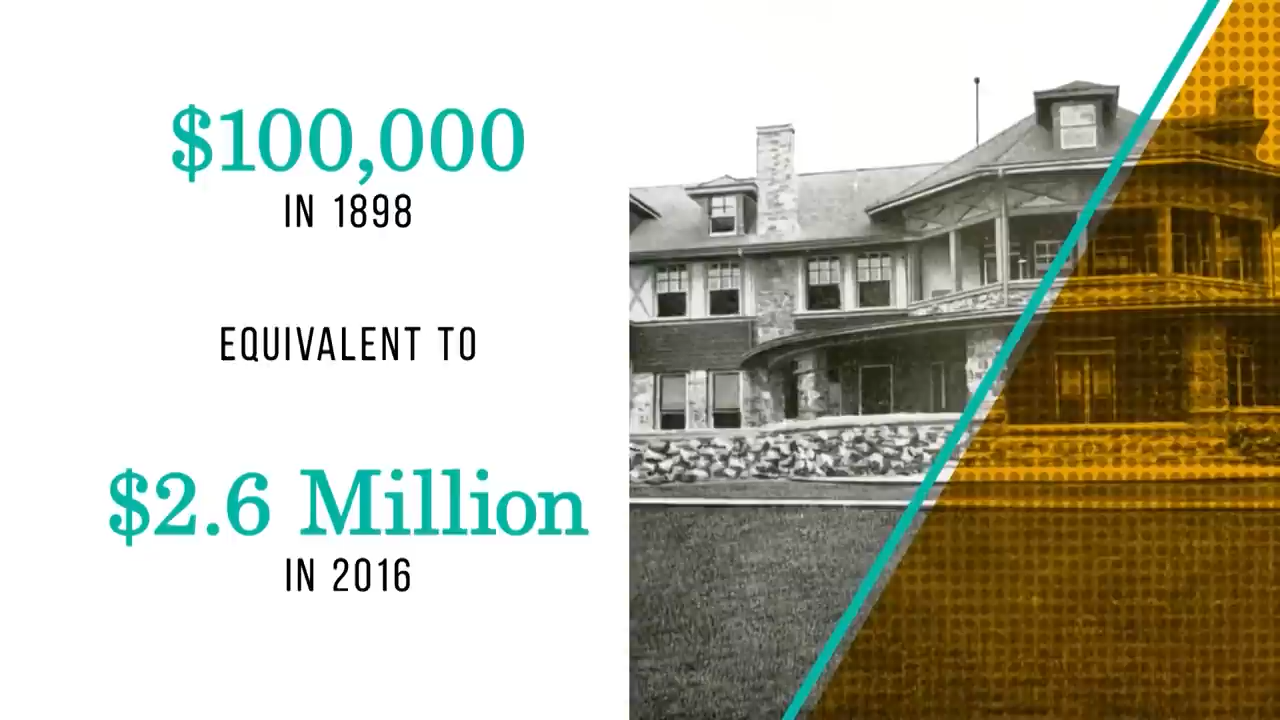 $100,000
IN 1898
EQUIVALENT TO
$2.6 Million
IN 2016